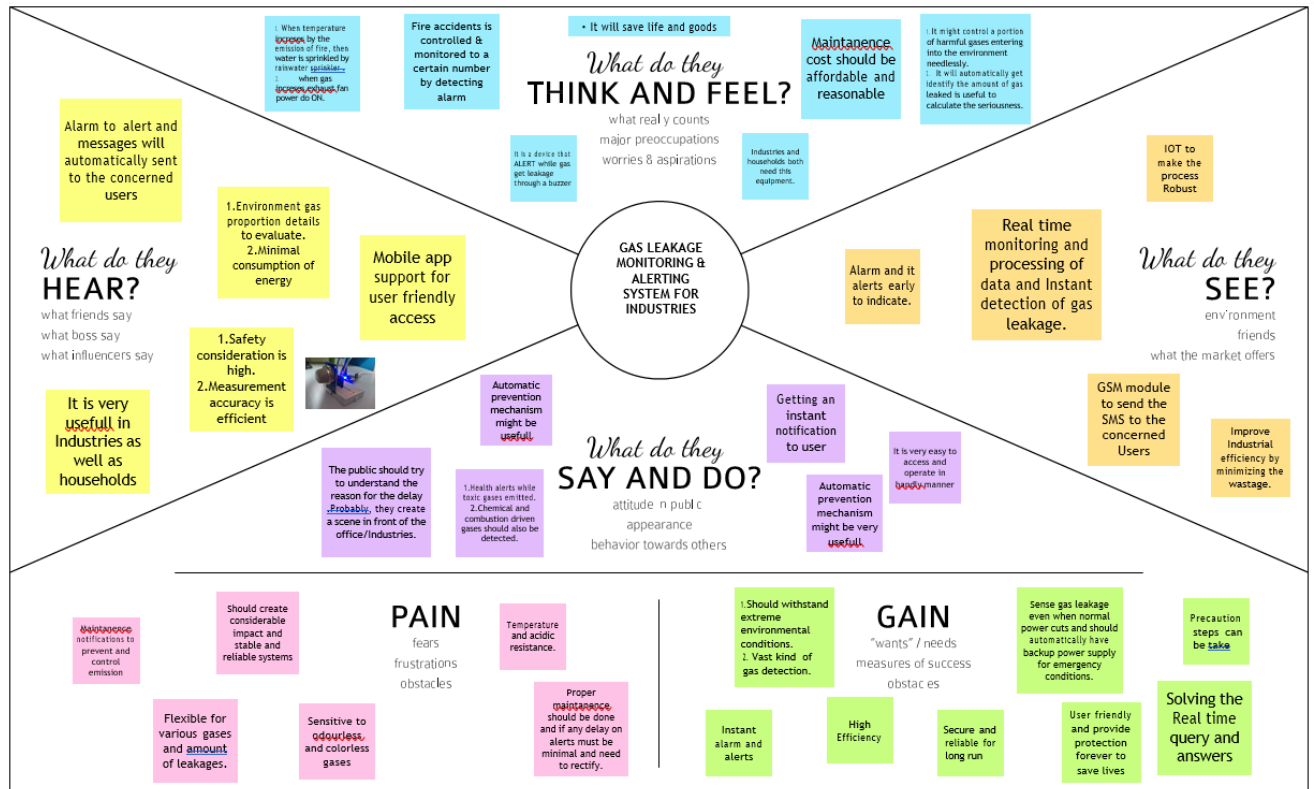 1. When temperature
increses by the
emission of fire, then
water is sprinkled by
rainwater sprinkler.
2. when gas
increses exhaust fan
power do ON.
Fire accidents is
controlled &
monitored to a
certain number
by detecting
alarm
• It will save life and goods
What do they
THINK AND FEEL?
what real y counts
major preoccupations
worries & aspirations
Maintanence
cost should be
affordable and
reasonable
1. It might control a portion
of harmful gases entering
into the environment
needlessly.
2. It will automatically get
identify the amount of gas
leaked is useful to
calculate the seriousness.
It is a device that
ALERT while gas
get leakage
through a buzzer
Industries and
households both
need this
equipment.
Alarm to alert and
messages will
automatically sent
to the concerned
users
1.Environment gas
proportion details
to evaluate.
2.Minimal
consumption of
energy
Mobile app
support for
user friendly
access
What do they
HEAR?
what friends say
what boss say
what influencers say
1.Safety
consideration is
high.
2.Measurement
accuracy is
efficient
It is very
usefull in
Industries as
well as
households
GAS LEAKAGE
MONITORING &
ALERTING
SYSTEM FOR
INDUSTRIES
IOT to
make the
process
Robust
Real time
monitoring and
processing of
data and Instant
detection of gas
leakage.
Alarm and it
alerts early
to indicate.
What do they
SEE?
env'ronment
friends
what the market offers
GSM module
to send the
SMS to the
concerned
Users
Improve
Industrial
efficiency by
minimizing the
wastage.
Automatic
prevention
mechanism
might be
usefull
The public should try
to understand the
reason for the delay
.Probably, they create
a scene in front of the
office/Industries.
1.Health alerts while
toxic gases emitted.
2.Chemical and
combustion driven
gases should also be
detected.
What do they
SAY AND DO?
attitude n publ c
appearance
behavior towards others
Getting an
instant
notification
to user
It is very easy to
access and
operate in
handly manner
Automatic
prevention
mechanism
might be very
usefull
PAIN
fears
frustrations
obstacles
Maintanense
notifications to
prevent and
control
emission
Should create
considerable
impact and
stable and
reliable systems
Temperature
and acidic
resistance.
Flexible for
various gases
and amount
of leakages.
Sensitive to
odourless
and colorless
gases
Proper
maintanence
should be done
and if any delay on
alerts must be
minimal and need
to rectify.
GAIN
"wants" / needs
measures of success
obstac es
1.Should withstand
extreme
environmental
conditions.
2. Vast kind of
gas detection.
Sense gas leakage
even when normal
power cuts and should
automatically have
backup power supply
for emergency
conditions.
Precaution
steps can
be take
Instant
alarm and
alerts
High
Efficiency
Secure and
reliable for
long run
User friendly
and provide
protection
forever to
save lives
Solving the
Real time
query and
answers